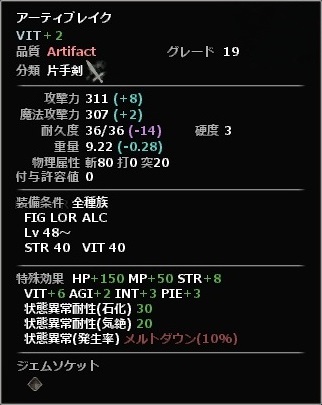 アーティブレイク
VIT+2
品質 Artifact グレード 19
分類 片手剣
攻撃力 311 (+8)
魔法攻撃力 307 (+2)
耐久度 36/36 (-14) 硬度 3
重量 9.22 (-0.28)
物理属性 斬80 打0 突20
付与許容値 0
装備条件 全種族
FIG LOR ALC
Lv 48～
STR 40 VIT 40
特殊効果 HP+150 MP+50 STR+8
VIT+6 AGI+2 INT+3 PIE+3
状態異常耐性(石化) 30
状態異常耐性(気絶) 20
状態異常(発生率) メルトダウン(10%)
ジェムソケット